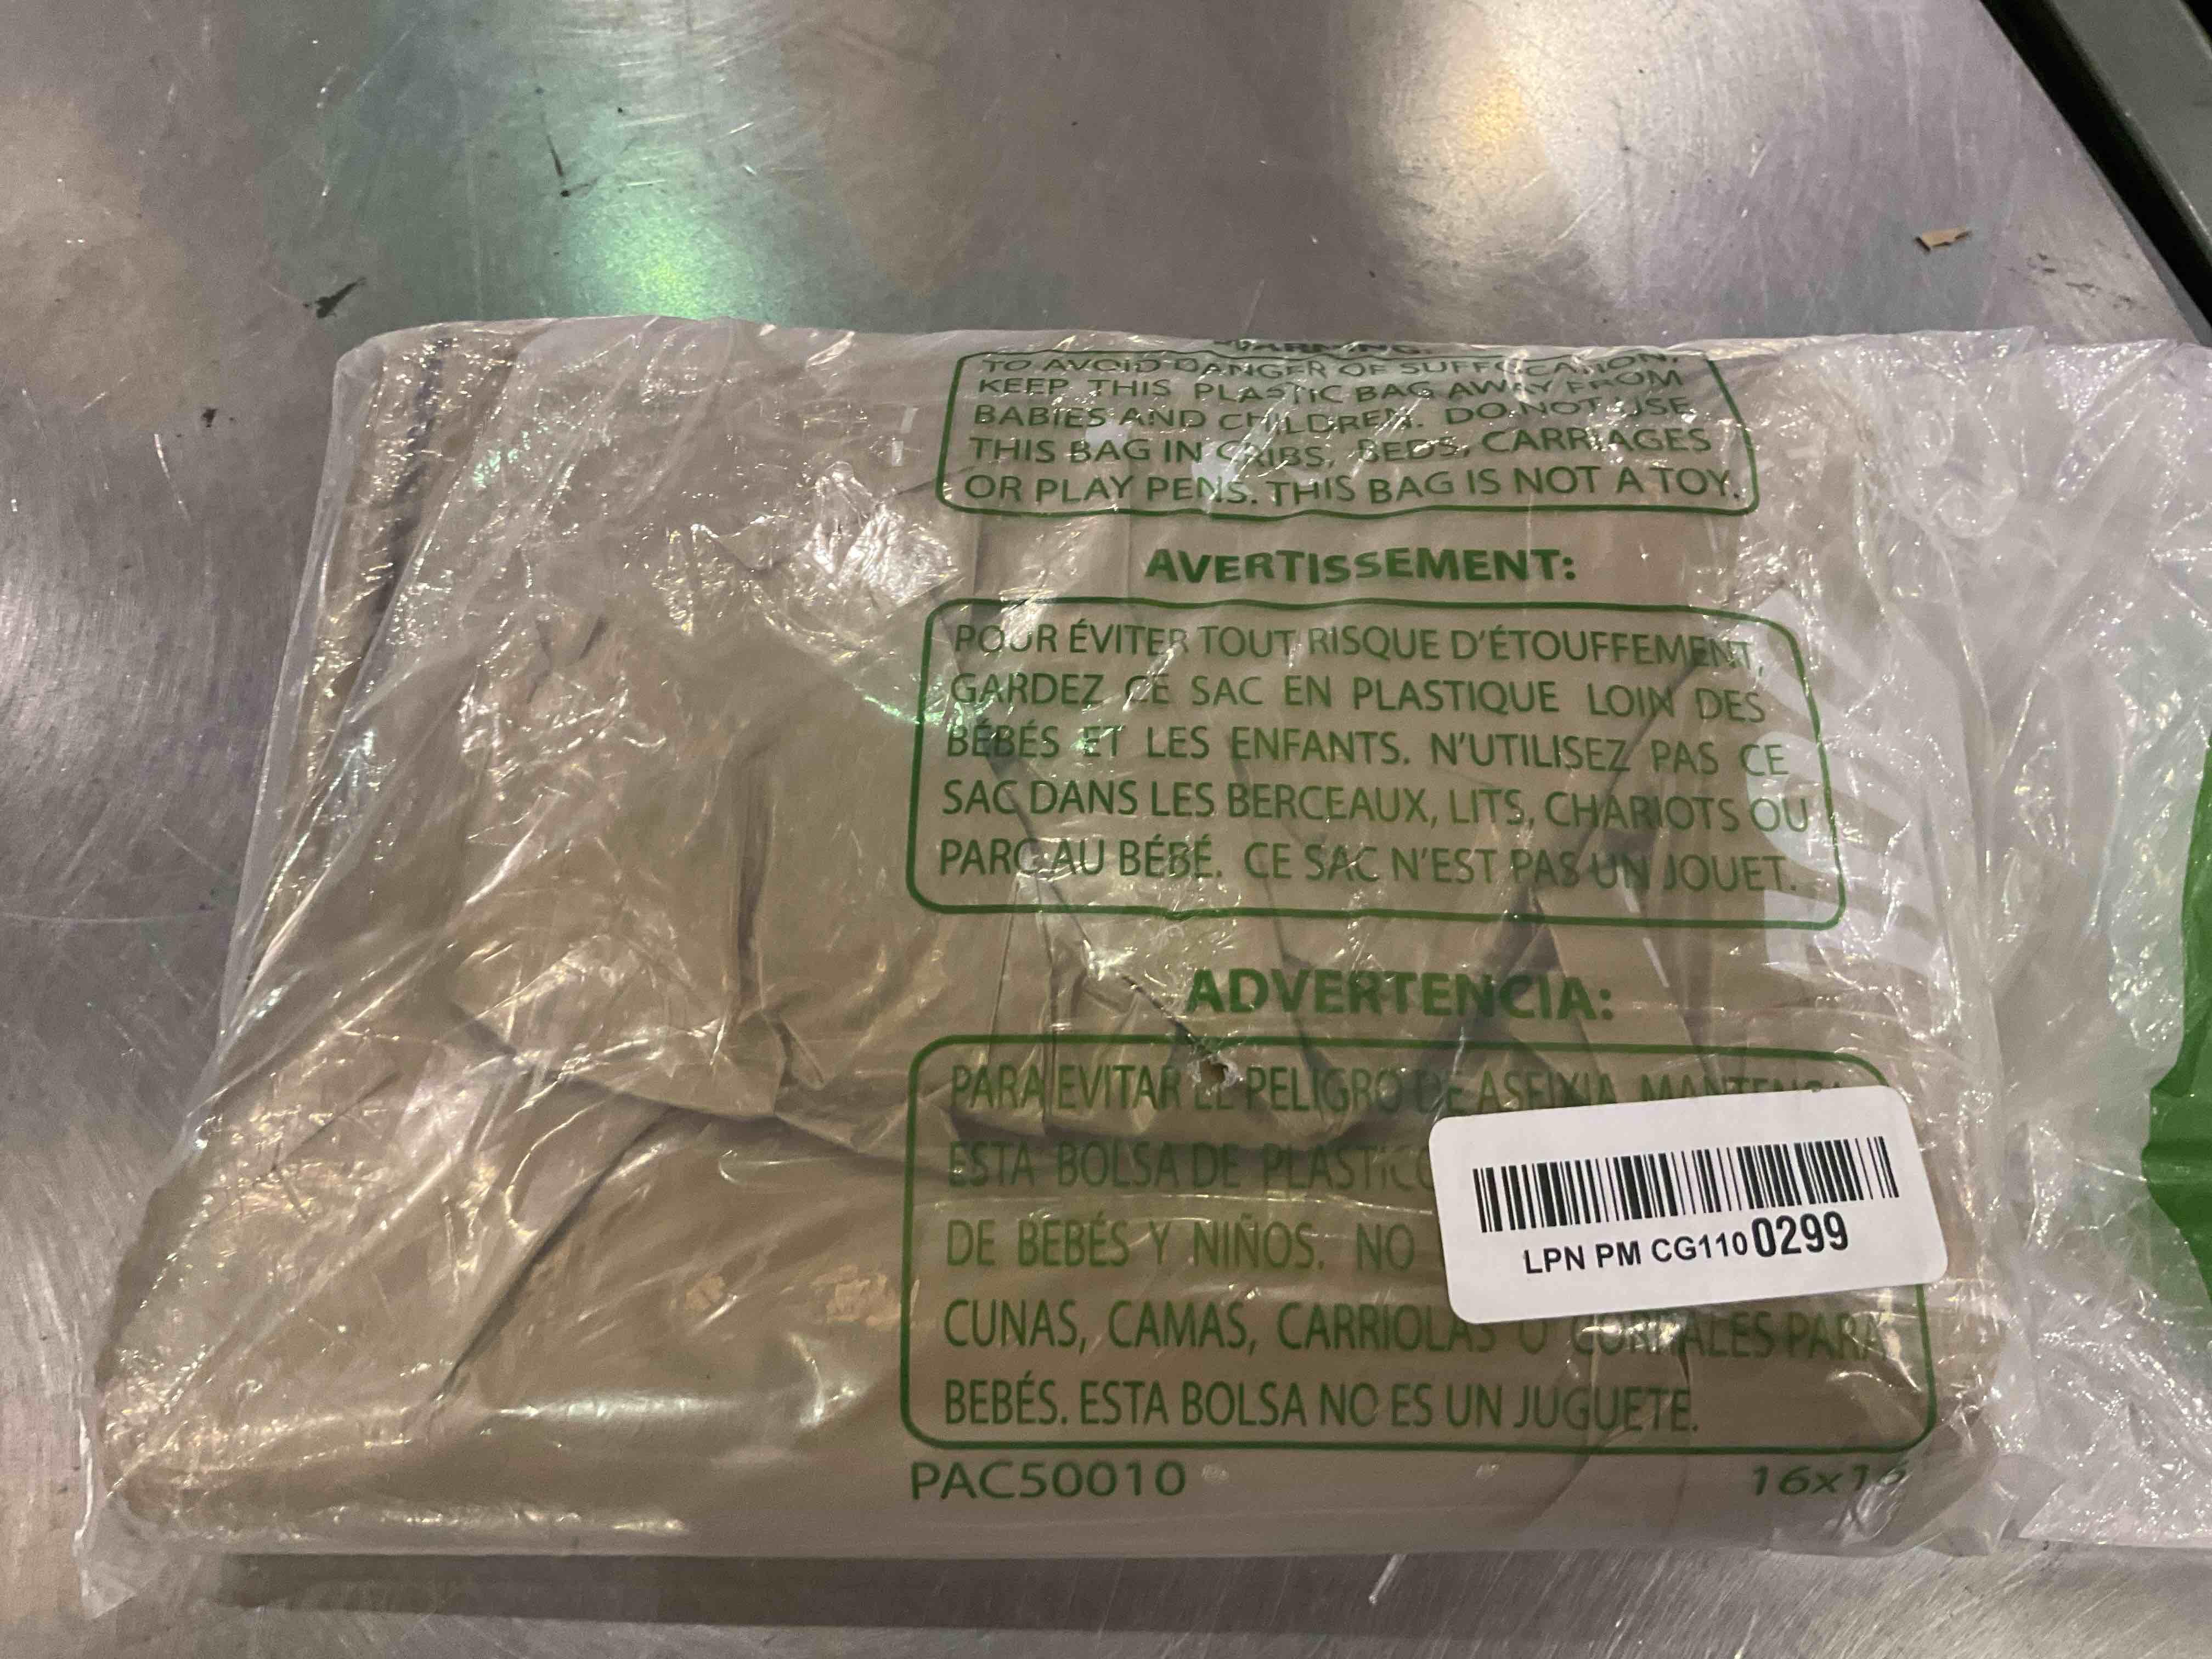 WARNING:
TO AVOID DANGER OF SUFFOCATION,
KEEP THIS PLASTIC BAG AWAY FROM
BABIES AND CHILDREN. DO NOT USE
THIS BAG IN CRIBS, BEDS, CARRIAGES
OR PLAY PENS. THIS BAG IS NOT A TOY.
AVERTISSEMENT:
POUR ÉVITER TOUT RISQUE D'ÉTOUFFEMENT,
GARDEZ CE SAC EN PLASTIQUE LOIN DES
BÉBÉS ET LES ENFANTS. N'UTILISEZ PAS CE
SAC DANS LES BERCEAUX, LITS, CHARIOTS OU
PARC AU BÉBÉ. CE SAC N'EST PAS UN JOUET.
ADVERTENCIA:
PARA EVITAR EL PELIGRO DE ASFIXIA MANTENGA
ESTA BOLSA DE PLASTICO
DE BEBÉS Y NIÑOS. NO
CUNAS, CAMAS, CARRIOLAS O CORRALES PARA
BEBÉS. ESTA BOLSA NO ES UN JUGUETE.
LPN PM CG110 0299
PAC50010